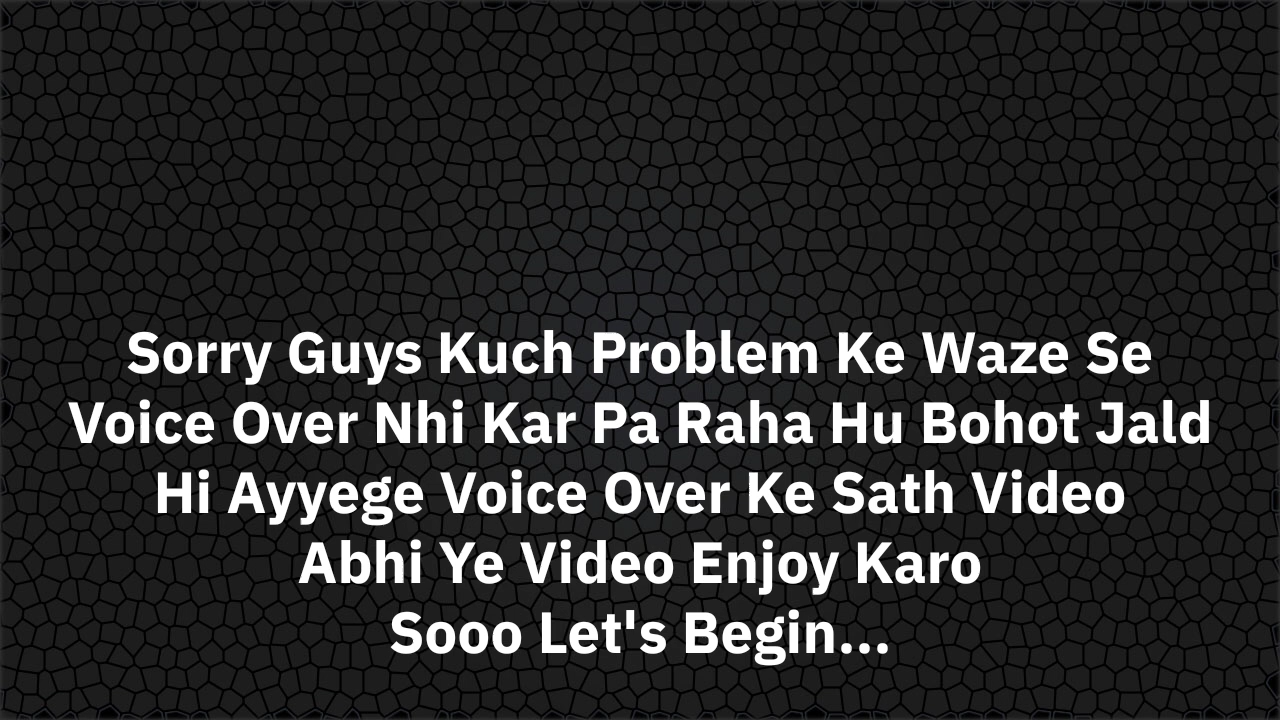 Sorry Guys Kuch Problem Ke Waze Se
Voice Over Nhi Kar Pa Raha Hu Bohot Jald
Hi Ayyege Voice Over Ke Sath Video
Abhi Ye Video Enjoy Karo
Sooo Let's Begin...